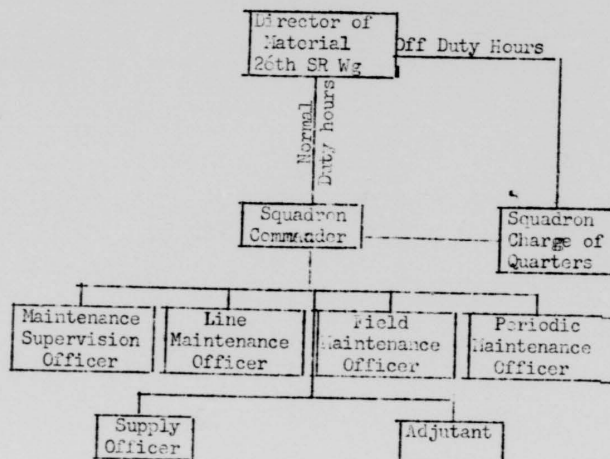 Director of
Material
26th SR Wg
Off Duty Hours
Normal
Duty hours
Squadron
Commander
Squadron
Charge of
Quarters
Maintenance
Supervision
Officer
Line
Maintenance
Officer
Field
Maintenance
Officer
Periodic
Maintenance
Officer
Supply
Officer
Adjutant